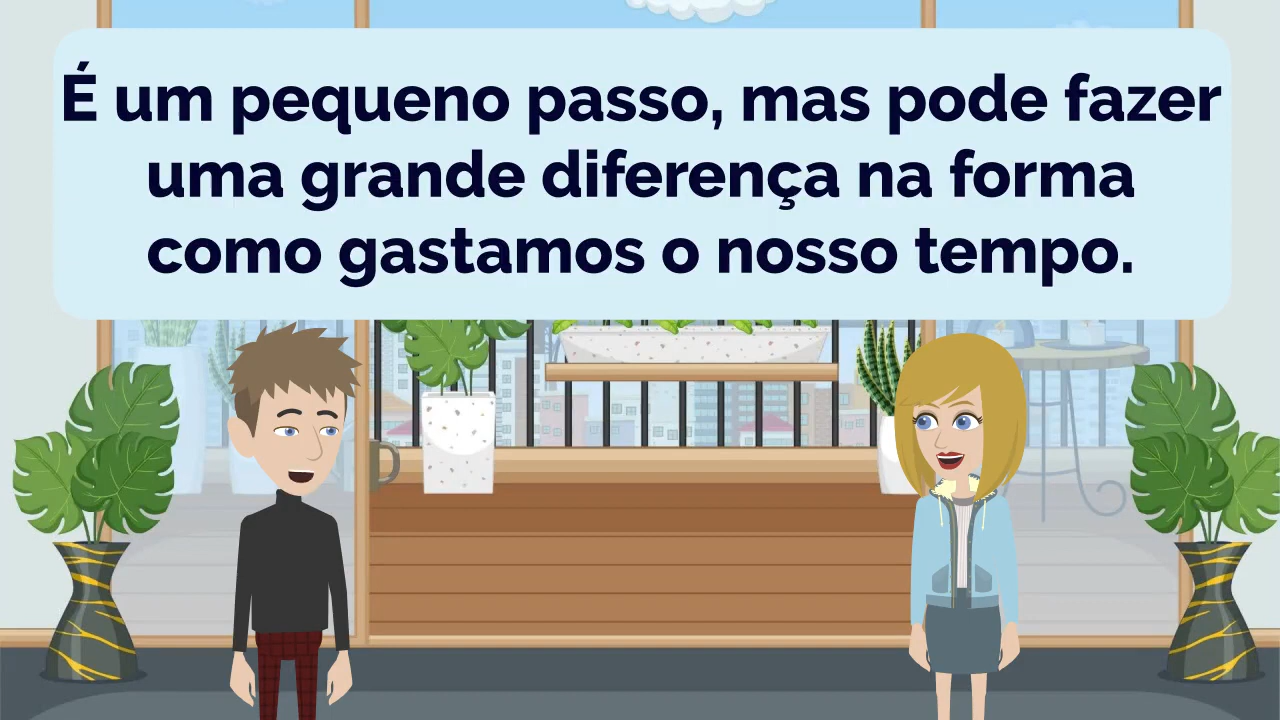 É um pequeno passo, mas pode fazer
uma grande diferença na forma
como gastamos o nosso tempo.